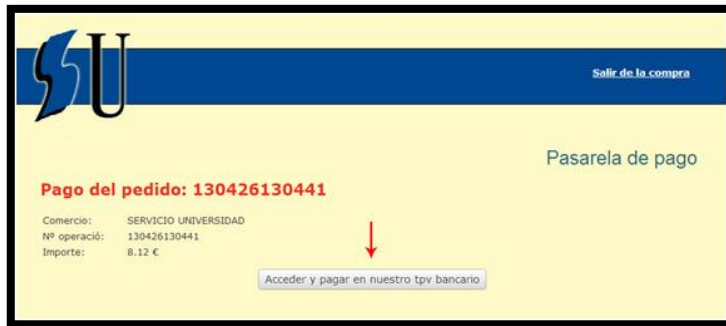 SU
Salir de la compra
Pasarela de pago
Pago del pedido: 130426130441
Comercio: SERVICIO UNIVERSIDAD
Nº operació: 130426130441
Importe: 8.12 €
Acceder y pagar en nuestro tpv bancario